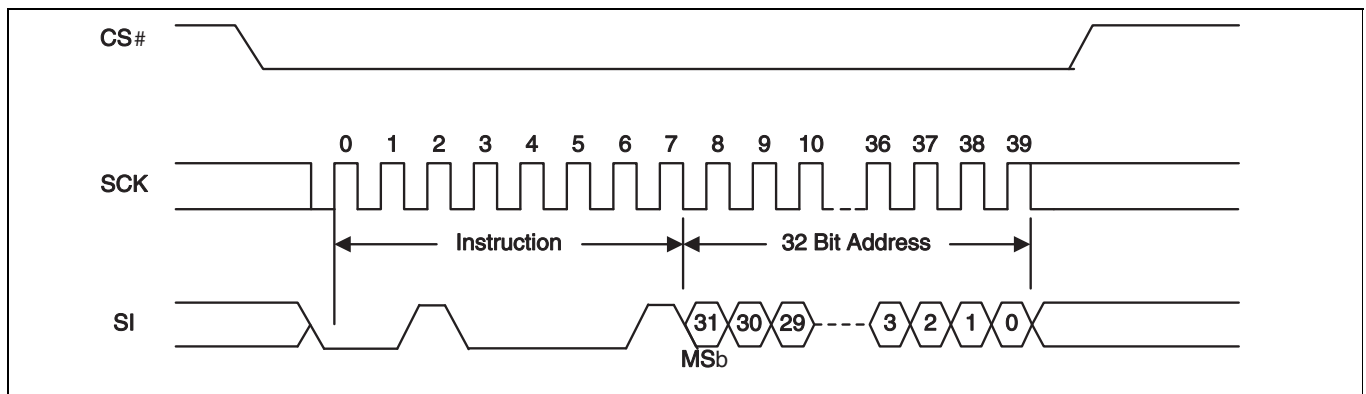 CS#
0 1 2 3 4 5 6 7 8 9 10 36 37 38 39
SCK
Instruction 32 Bit Address
SI 31 30 29 3 2 1 0
MSb